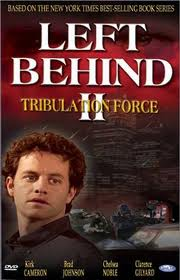 BASED ON THE NEW YORK TIMES BEST-SELLING BOOK SERIES
LEFT
BEHIND
II
TRIBULATION FORCE
Kirk Brad Chelsea Clarence
CAMERON JOHNSON NOBLE GILYARD
DVD